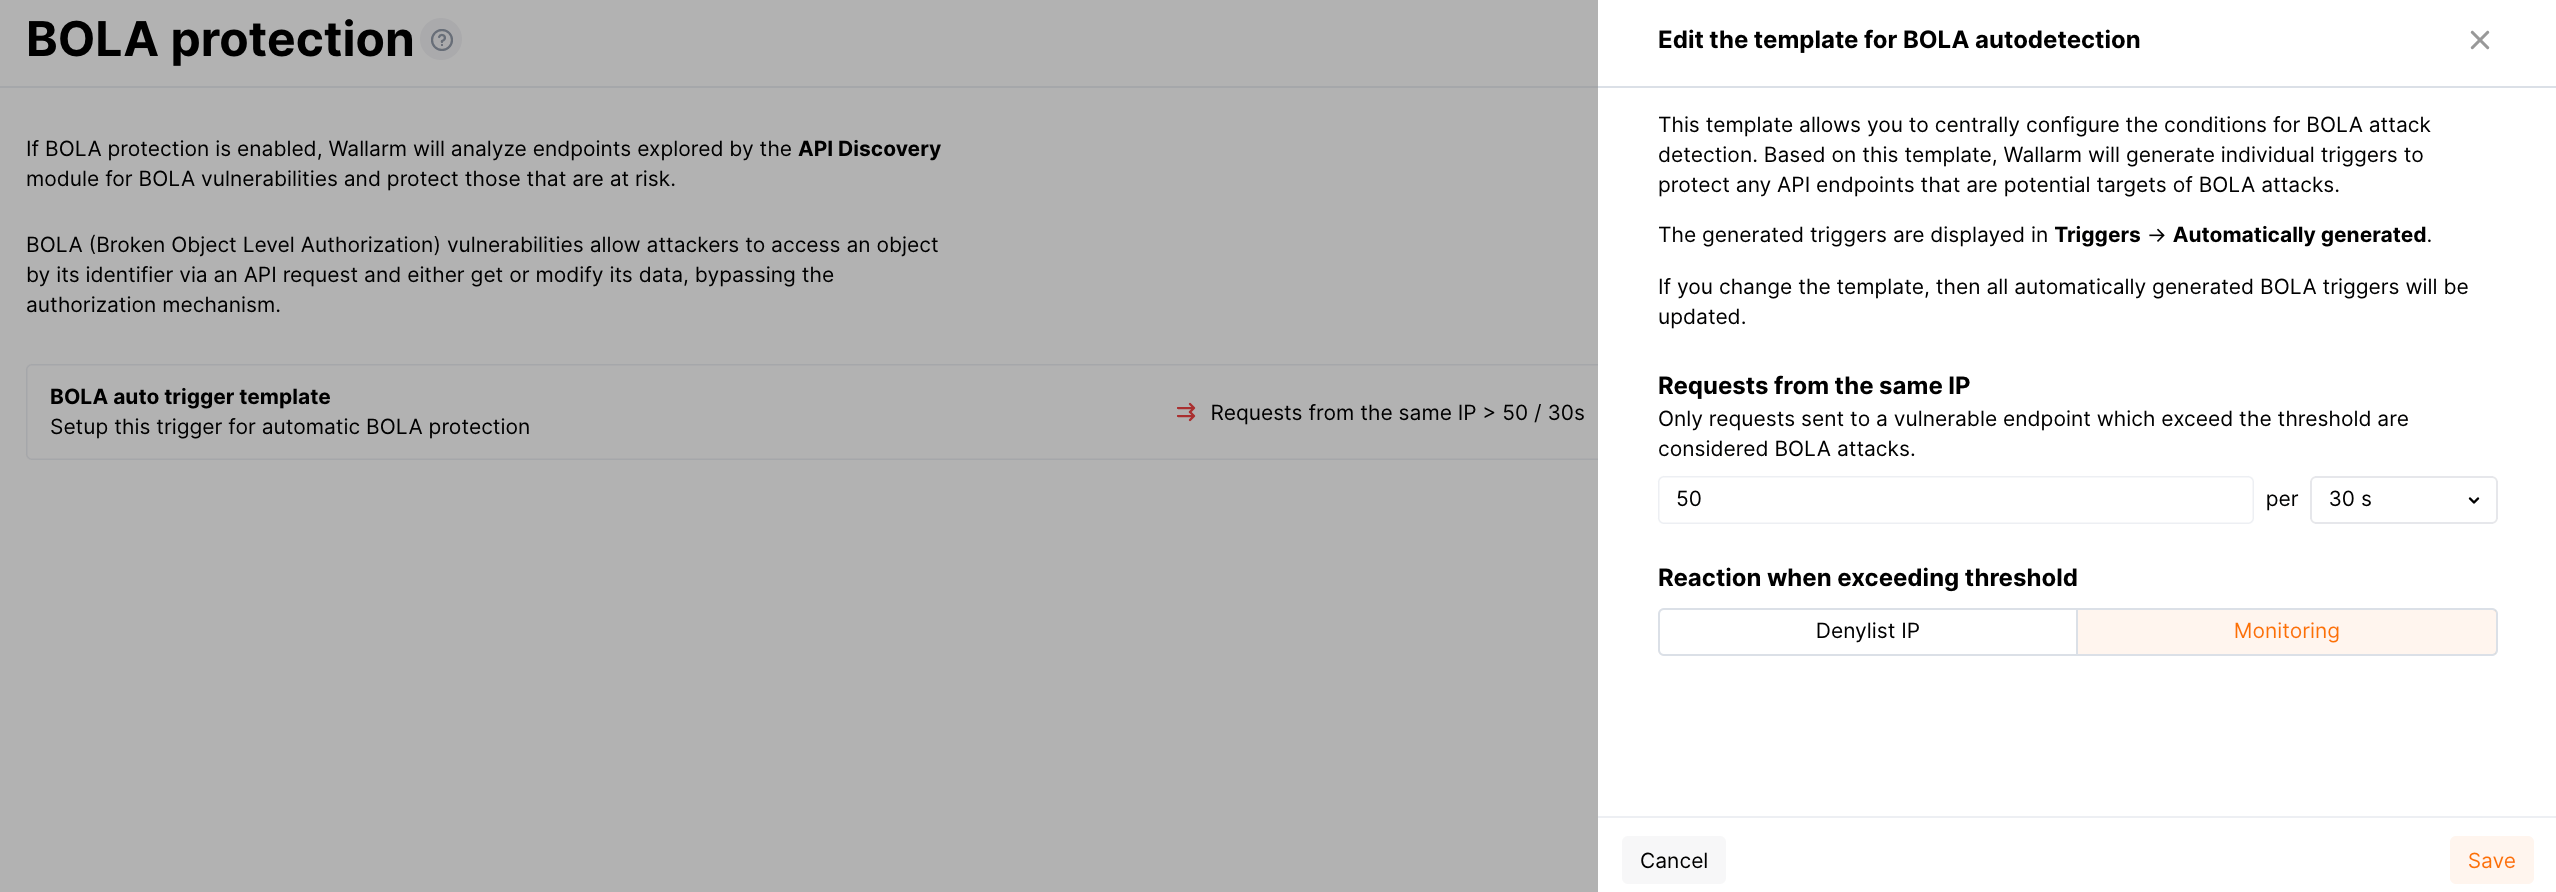 BOLA protection ?
If BOLA protection is enabled, Wallarm will analyze endpoints explored by the API Discovery
module for BOLA vulnerabilities and protect those that are at risk.
BOLA (Broken Object Level Authorization) vulnerabilities allow attackers to access an object
by its identifier via an API request and either get or modify its data, bypassing the
authorization mechanism.
BOLA auto trigger template
Setup this trigger for automatic BOLA protection
Requests from the same IP > 50 / 30s
Edit the template for BOLA autodetection
This template allows you to centrally configure the conditions for BOLA attack
detection. Based on this template, Wallarm will generate individual triggers to
protect any API endpoints that are potential targets of BOLA attacks.
The generated triggers are displayed in Triggers → Automatically generated.
If you change the template, then all automatically generated BOLA triggers will be
updated.
Requests from the same IP
Only requests sent to a vulnerable endpoint which exceed the threshold are
considered BOLA attacks.
50 per 30 s
Reaction when exceeding threshold
Denylist IP Monitoring
Cancel Save